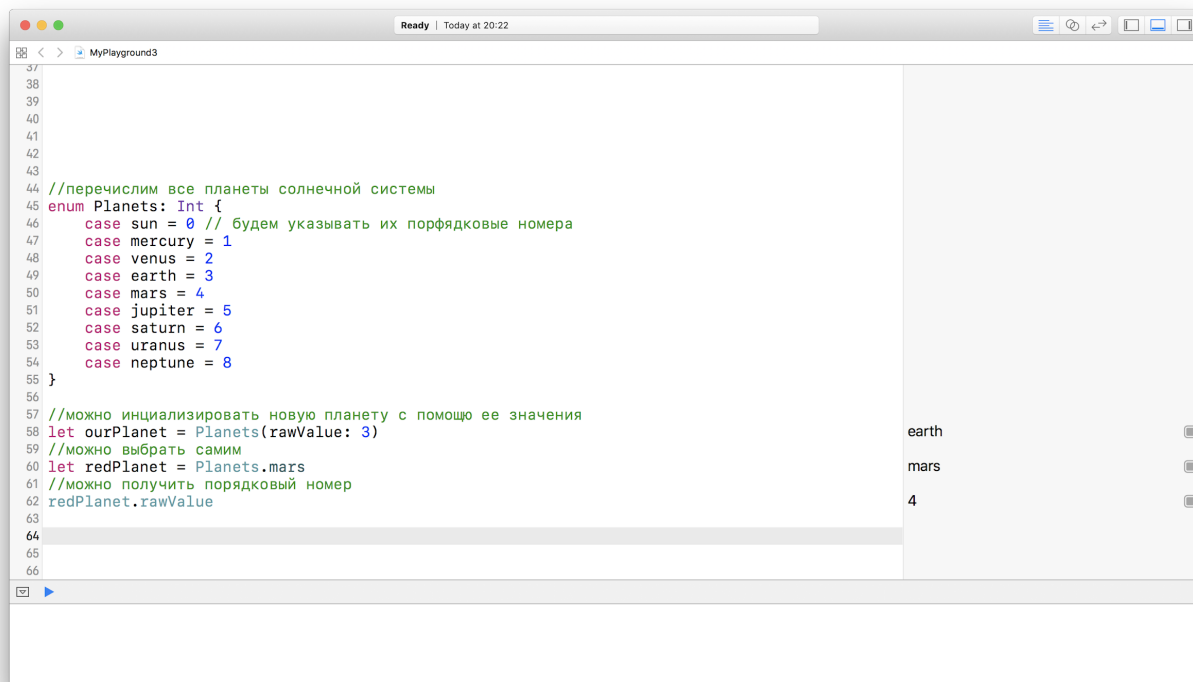 Ready | Today at 20:22
MyPlayground3
37
38
39
40
41
42
43
44 //перечислим все планеты солнечной системы
45 enum Planets: Int {
46     case sun = 0 // будем указывать их порфядковые номера
47     case mercury = 1
48     case venus = 2
49     case earth = 3
50     case mars = 4
51     case jupiter = 5
52     case saturn = 6
53     case uranus = 7
54     case neptune = 8
55 }
56
57 //можно инциализировать новую планету с помощю ее значения
58 let ourPlanet = Planets(rawValue: 3) earth
59 //можно выбрать самим
60 let redPlanet = Planets.mars mars
61 //можно получить порядковый номер
62 redPlanet.rawValue 4
63
64
65
66